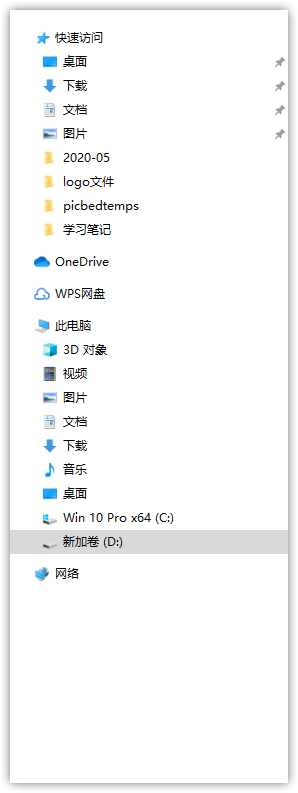 快速访问
桌面
下载
文档
图片
2020-05
logo文件
picbedtemps
学习笔记
OneDrive
WPS网盘
此电脑
3D 对象
视频
图片
文档
下载
音乐
桌面
Win 10 Pro x64 (C:)
新加卷 (D:)
网络